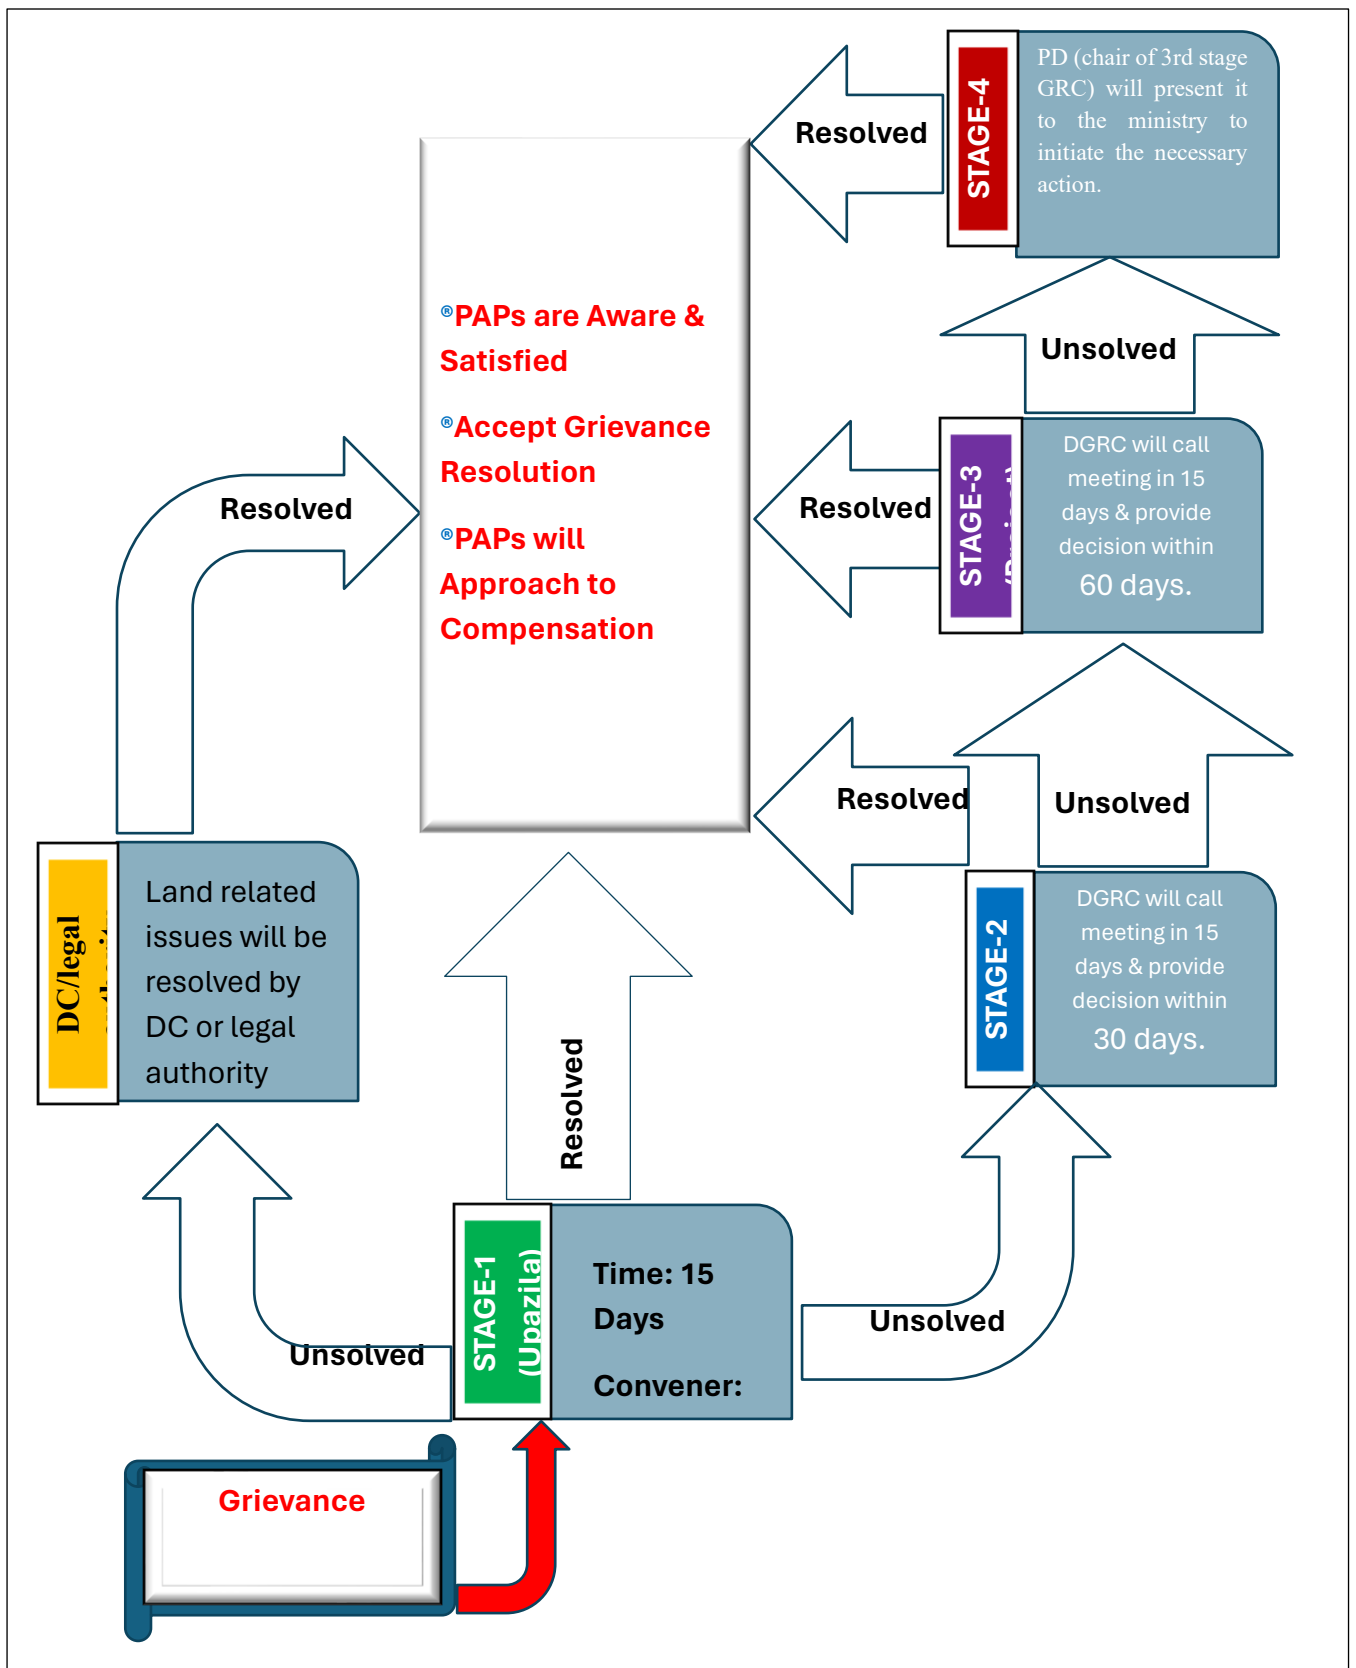 STAGE-4
PD (chair of 3rd stage
GRC) will present it
to the ministry to
initiate the necessary
action.
Resolved
Unsolved
®PAPs are Aware &
Satisfied
®Accept Grievance
Resolution
®PAPs will
Approach to
Compensation
STAGE-3
DGRC will call
meeting in 15
days & provide
decision within
60 days.
Resolved
Resolved
Unsolved
Resolved
DC/legal
Land related
issues will be
resolved by
DC or legal
authority
STAGE-2
DGRC will call
meeting in 15
days & provide
decision within
30 days.
Resolved
STAGE-1
(Upazila)
Time: 15
Days
Convener:
Unsolved
Unsolved
Grievance